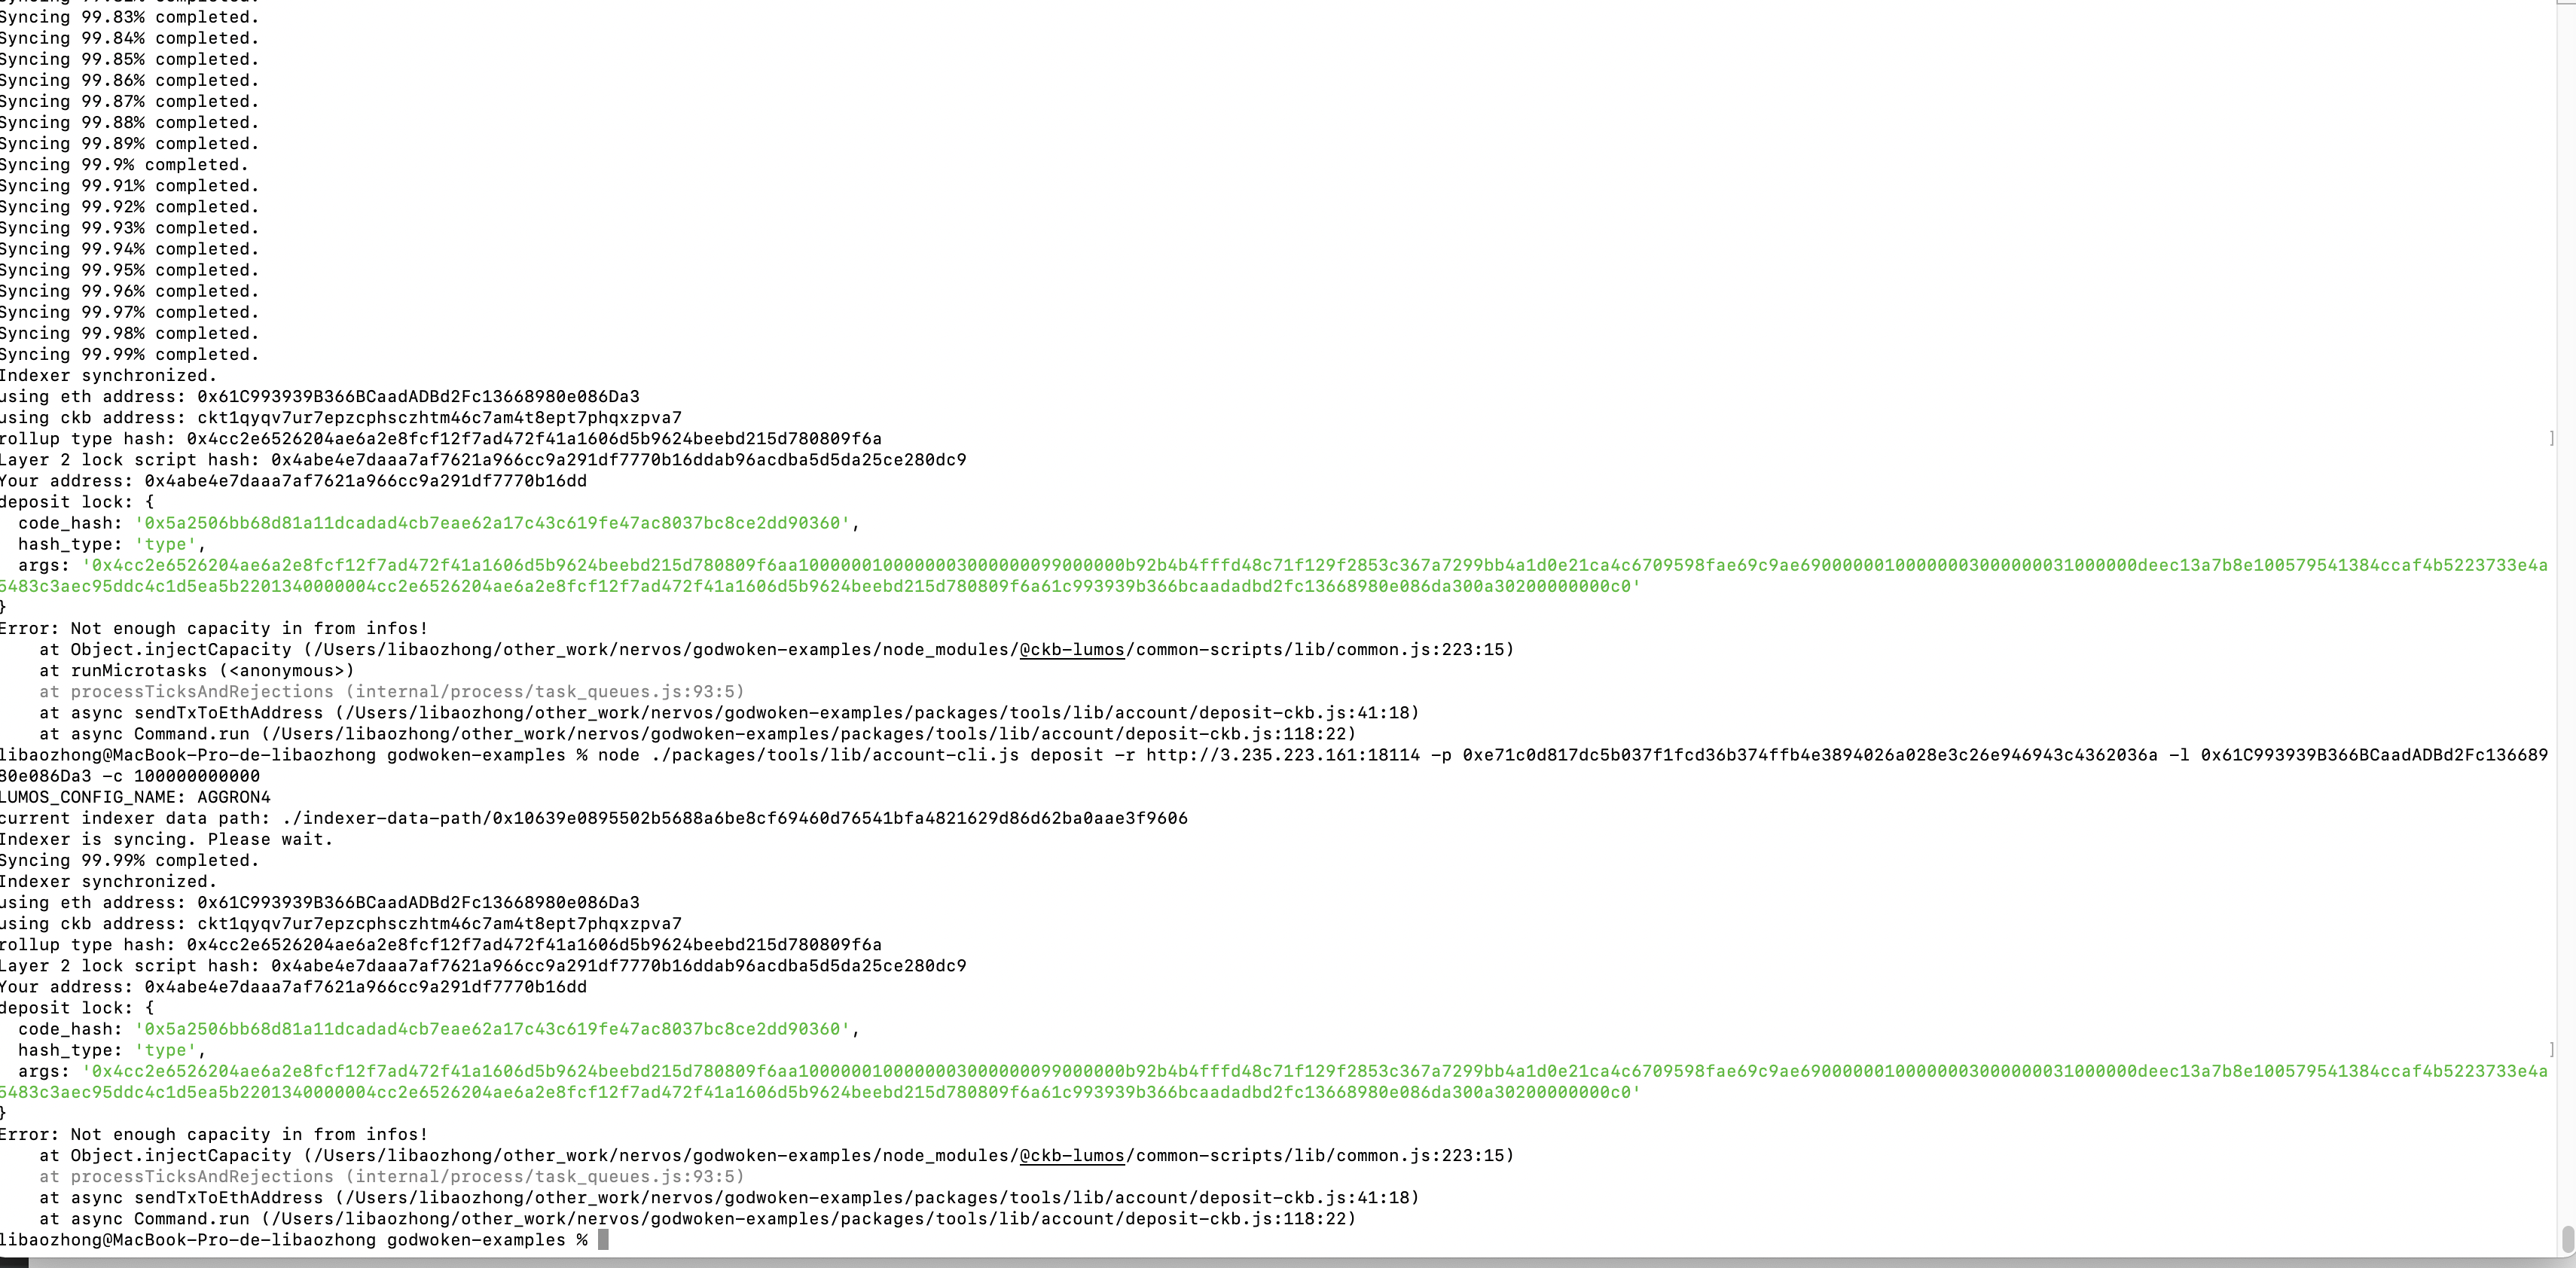 Syncing 99.83% completed.
Syncing 99.84% completed.
Syncing 99.85% completed.
Syncing 99.86% completed.
Syncing 99.87% completed.
Syncing 99.88% completed.
Syncing 99.89% completed.
Syncing 99.9% completed.
Syncing 99.91% completed.
Syncing 99.92% completed.
Syncing 99.93% completed.
Syncing 99.94% completed.
Syncing 99.95% completed.
Syncing 99.96% completed.
Syncing 99.97% completed.
Syncing 99.98% completed.
Syncing 99.99% completed.
Indexer synchronized.
using eth address: 0x61C993939B366BCaadADBd2Fc13668980e086Da3
using ckb address: ckt1qyqv7ur7epzcphsczhtm46c7am4t8ept7phqxzpva7
rollup type hash: 0x4cc2e6526204ae6a2e8fcf12f7ad472f41a1606d5b9624beebd215d780809f6a
Layer 2 lock script hash: 0x4abe4e7daaa7af7621a966cc9a291df7770b16ddab96acdba5d5da25ce280dc9
Your address: 0x4abe4e7daaa7af7621a966cc9a291df7770b16dd
deposit lock: {
  code_hash: '0x5a2506bb68d81a11dcadad4cb7eae62a17c43c619fe47ac8037bc8ce2dd90360',
  hash_type: 'type',
  args: '0x4cc2e6526204ae6a2e8fcf12f7ad472f41a1606d5b9624beebd215d780809f6aa10000001000000030000000099000000b92b4b4fffd48c71f129f2853c367a7299bb4a1d0e21ca4c6709598fae69c9ae690000000100000003000000031000000deec13a7b8e100579541384ccaf4b5223733e4a
5483c3aec95ddc4c1d5ea5b2201340000004cc2e6526204ae6a2e8fcf12f7ad472f41a1606d5b9624beebd215d780809f6a61c993939b366bcaadadbd2fc13668980e086da300a30200000000c0'
}
Error: Not enough capacity in from infos!
    at Object.injectCapacity (/Users/libaozhong/other_work/nervos/godwoken-examples/node_modules/@ckb-lumos/common-scripts/lib/common.js:223:15)
    at runMicrotasks (<anonymous>)
    at processTicksAndRejections (internal/process/task_queues.js:93:5)
    at async sendTxToEthAddress (/Users/libaozhong/other_work/nervos/godwoken-examples/packages/tools/lib/account/deposit-ckb.js:41:18)
    at async Command.run (/Users/libaozhong/other_work/nervos/godwoken-examples/packages/tools/lib/account/deposit-ckb.js:118:22)
libaozhong@MacBook-Pro-de-libaozhong godwoken-examples % node ./packages/tools/lib/account-cli.js deposit -r http://3.235.223.161:18114 -p 0xe71c0d817dc5b037f1fcd36b374ffb4e3894026a028e3c26e946943c4362036a -l 0x61C993939B366BCaadADBd2Fc136689
80e086Da3 -c 100000000000
LUMOS_CONFIG_NAME: AGGRON4
current indexer data path: ./indexer-data-path/0x10639e0895502b5688a6be8cf69460d76541bfa4821629d86d62ba0aae3f9606
Indexer is syncing. Please wait.
Syncing 99.99% completed.
Indexer synchronized.
using eth address: 0x61C993939B366BCaadADBd2Fc13668980e086Da3
using ckb address: ckt1qyqv7ur7epzcphsczhtm46c7am4t8ept7phqxzpva7
rollup type hash: 0x4cc2e6526204ae6a2e8fcf12f7ad472f41a1606d5b9624beebd215d780809f6a
Layer 2 lock script hash: 0x4abe4e7daaa7af7621a966cc9a291df7770b16ddab96acdba5d5da25ce280dc9
Your address: 0x4abe4e7daaa7af7621a966cc9a291df7770b16dd
deposit lock: {
  code_hash: '0x5a2506bb68d81a11dcadad4cb7eae62a17c43c619fe47ac8037bc8ce2dd90360',
  hash_type: 'type',
  args: '0x4cc2e6526204ae6a2e8fcf12f7ad472f41a1606d5b9624beebd215d780809f6aa10000001000000030000000099000000b92b4b4fffd48c71f129f2853c367a7299bb4a1d0e21ca4c6709598fae69c9ae690000000100000003000000031000000deec13a7b8e100579541384ccaf4b5223733e4a
5483c3aec95ddc4c1d5ea5b2201340000004cc2e6526204ae6a2e8fcf12f7ad472f41a1606d5b9624beebd215d780809f6a61c993939b366bcaadadbd2fc13668980e086da300a30200000000c0'
}
Error: Not enough capacity in from infos!
    at Object.injectCapacity (/Users/libaozhong/other_work/nervos/godwoken-examples/node_modules/@ckb-lumos/common-scripts/lib/common.js:223:15)
    at processTicksAndRejections (internal/process/task_queues.js:93:5)
    at async sendTxToEthAddress (/Users/libaozhong/other_work/nervos/godwoken-examples/packages/tools/lib/account/deposit-ckb.js:41:18)
    at async Command.run (/Users/libaozhong/other_work/nervos/godwoken-examples/packages/tools/lib/account/deposit-ckb.js:118:22)
libaozhong@MacBook-Pro-de-libaozhong godwoken-examples %